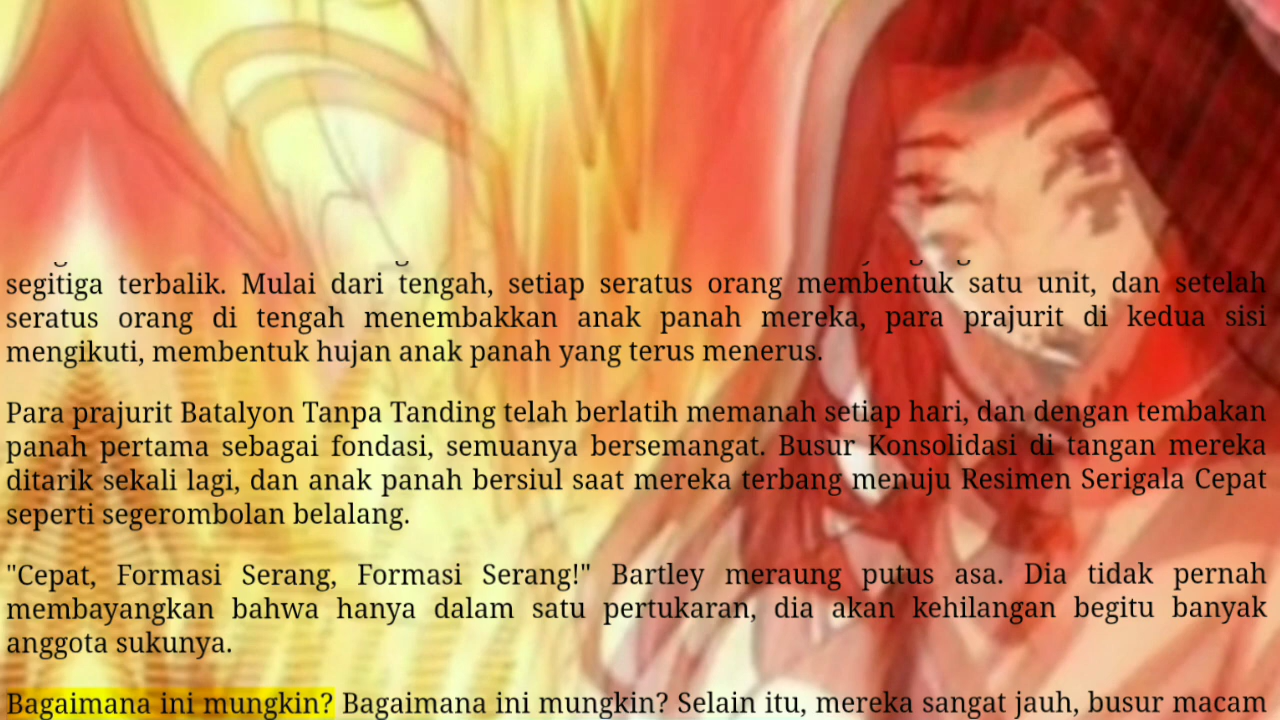 segitiga terbalik. Mulai dari tengah, setiap seratus orang membentuk satu unit, dan setelah
seratus orang di tengah menembakkan anak panah mereka, para prajurit di kedua sisi
mengikuti, membentuk hujan anak panah yang terus menerus.
Para prajurit Batalyon Tanpa Tanding telah berlatih memanah setiap hari, dan dengan tembakan
panah pertama sebagai fondasi, semuanya bersemangat. Busur Konsolidasi di tangan mereka
ditarik sekali lagi, dan anak panah bersiul saat mereka terbang menuju Resimen Serigala Cepat
seperti segerombolan belalang.
"Cepat, Formasi Serang, Formasi Serang!" Bartley meraung putus asa. Dia tidak pernah
membayangkan bahwa hanya dalam satu pertukaran, dia akan kehilangan begitu banyak
anggota sukunya.
Bagaimana ini mungkin? Bagaimana ini mungkin? Selain itu, mereka sangat jauh, busur macam